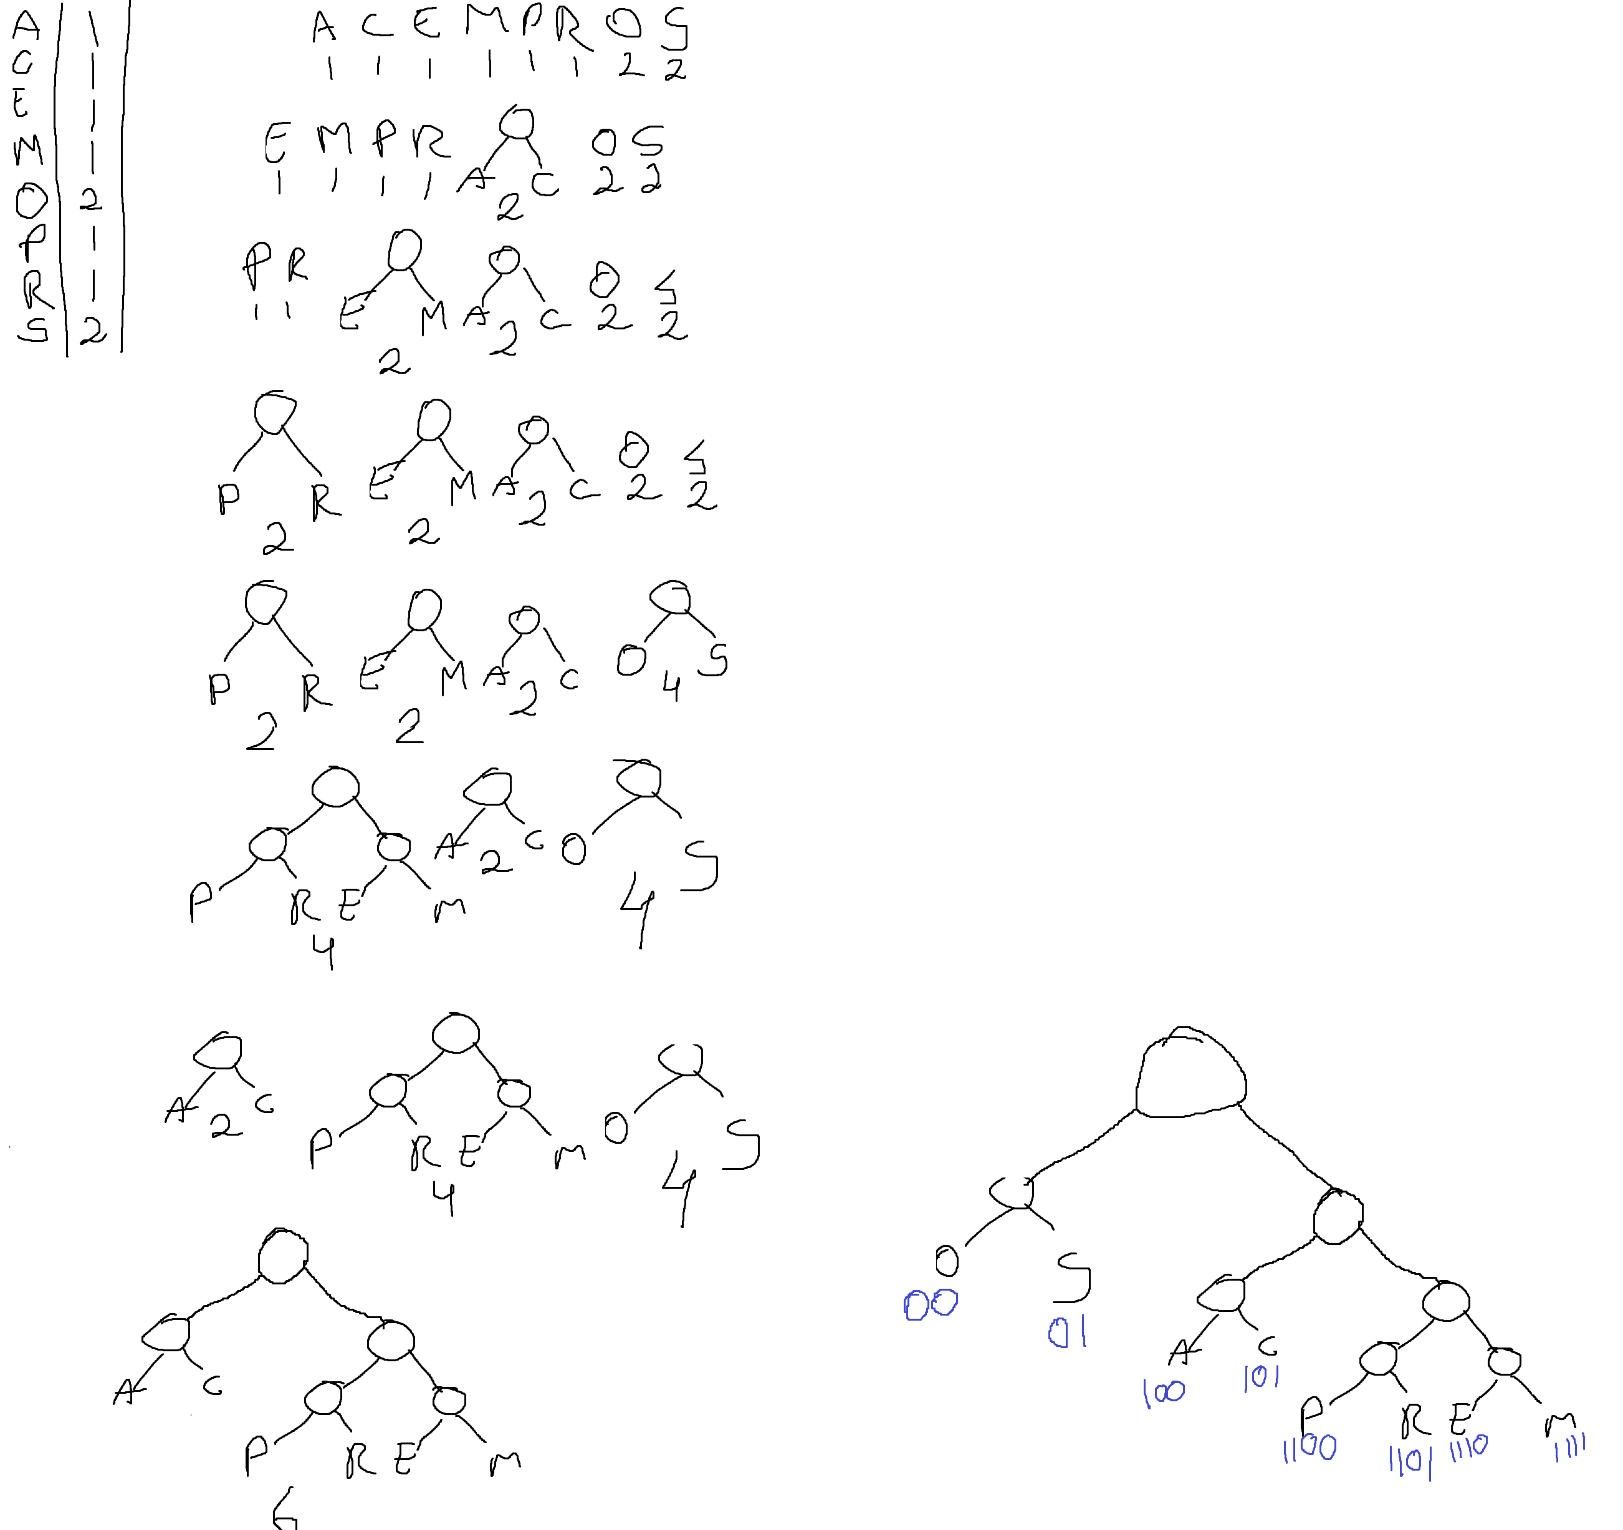 A 1
C 1
E 1
M 1
O 2
P 1
R 1
S 2
A C E M P R O S
1 1 1 1 1 1 2 2
E M P R O S
1 1 1 1 A C 2 2
2
P R O S
1 1 E M A C 2 2
2 2
O S
P R E M A C 2 2
2 2 2
P R E M A C O S
2 2 2 4
A C O S
2
P R E M
4 4
A C
2
O S
P R E M
4 4
A C
P R E M
6
O S
00 01
A C
100 101
P R E M
1100 1101 1110 1111